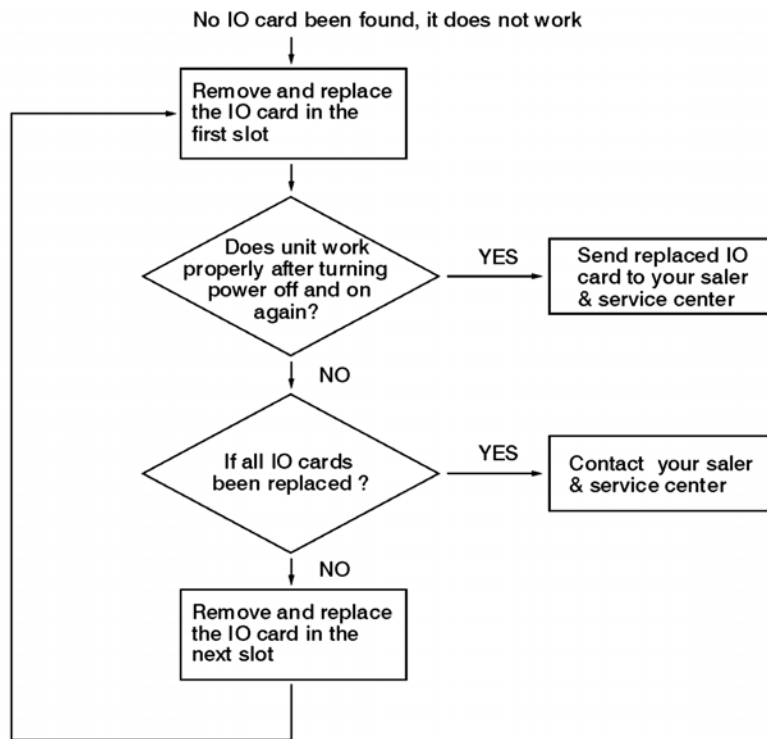 No IO card been found, it does not work
Remove and replace
the IO card in the
first slot
Does unit work
properly after turning
power off and on
again?
YES
Send replaced IO
card to your saler
& service center
NO
If all IO cards
been replaced ?
YES
Contact your saler
& service center
NO
Remove and replace
the IO card in the
next slot